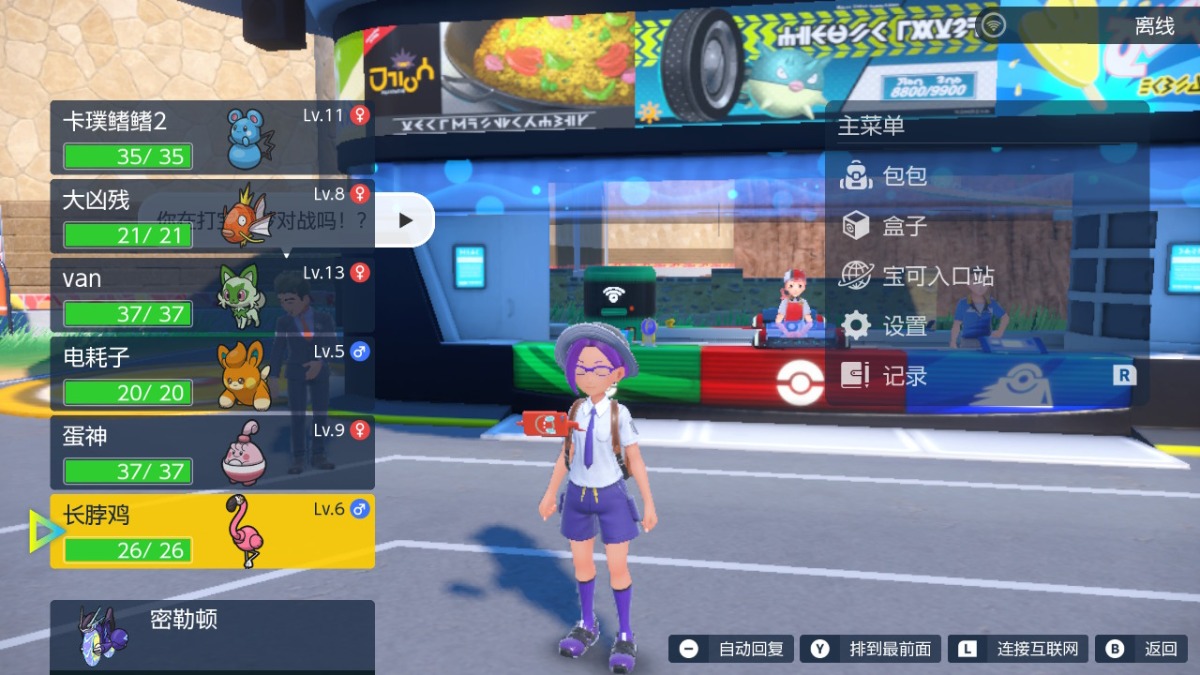 离线
卡璞鳍鳍2
Lv.11
35/ 35
大凶残
Lv.8
21/ 21
van
Lv.13
37/ 37
电耗子
Lv.5
20/ 20
蛋神
Lv.9
37/ 37
长脖鸡
Lv.6
26/ 26
密勒顿
8800/9900
主菜单
包包
盒子
宝可入口站
设置
记录
R
自动回复
Y 排到最前面
L 连接互联网
B 返回